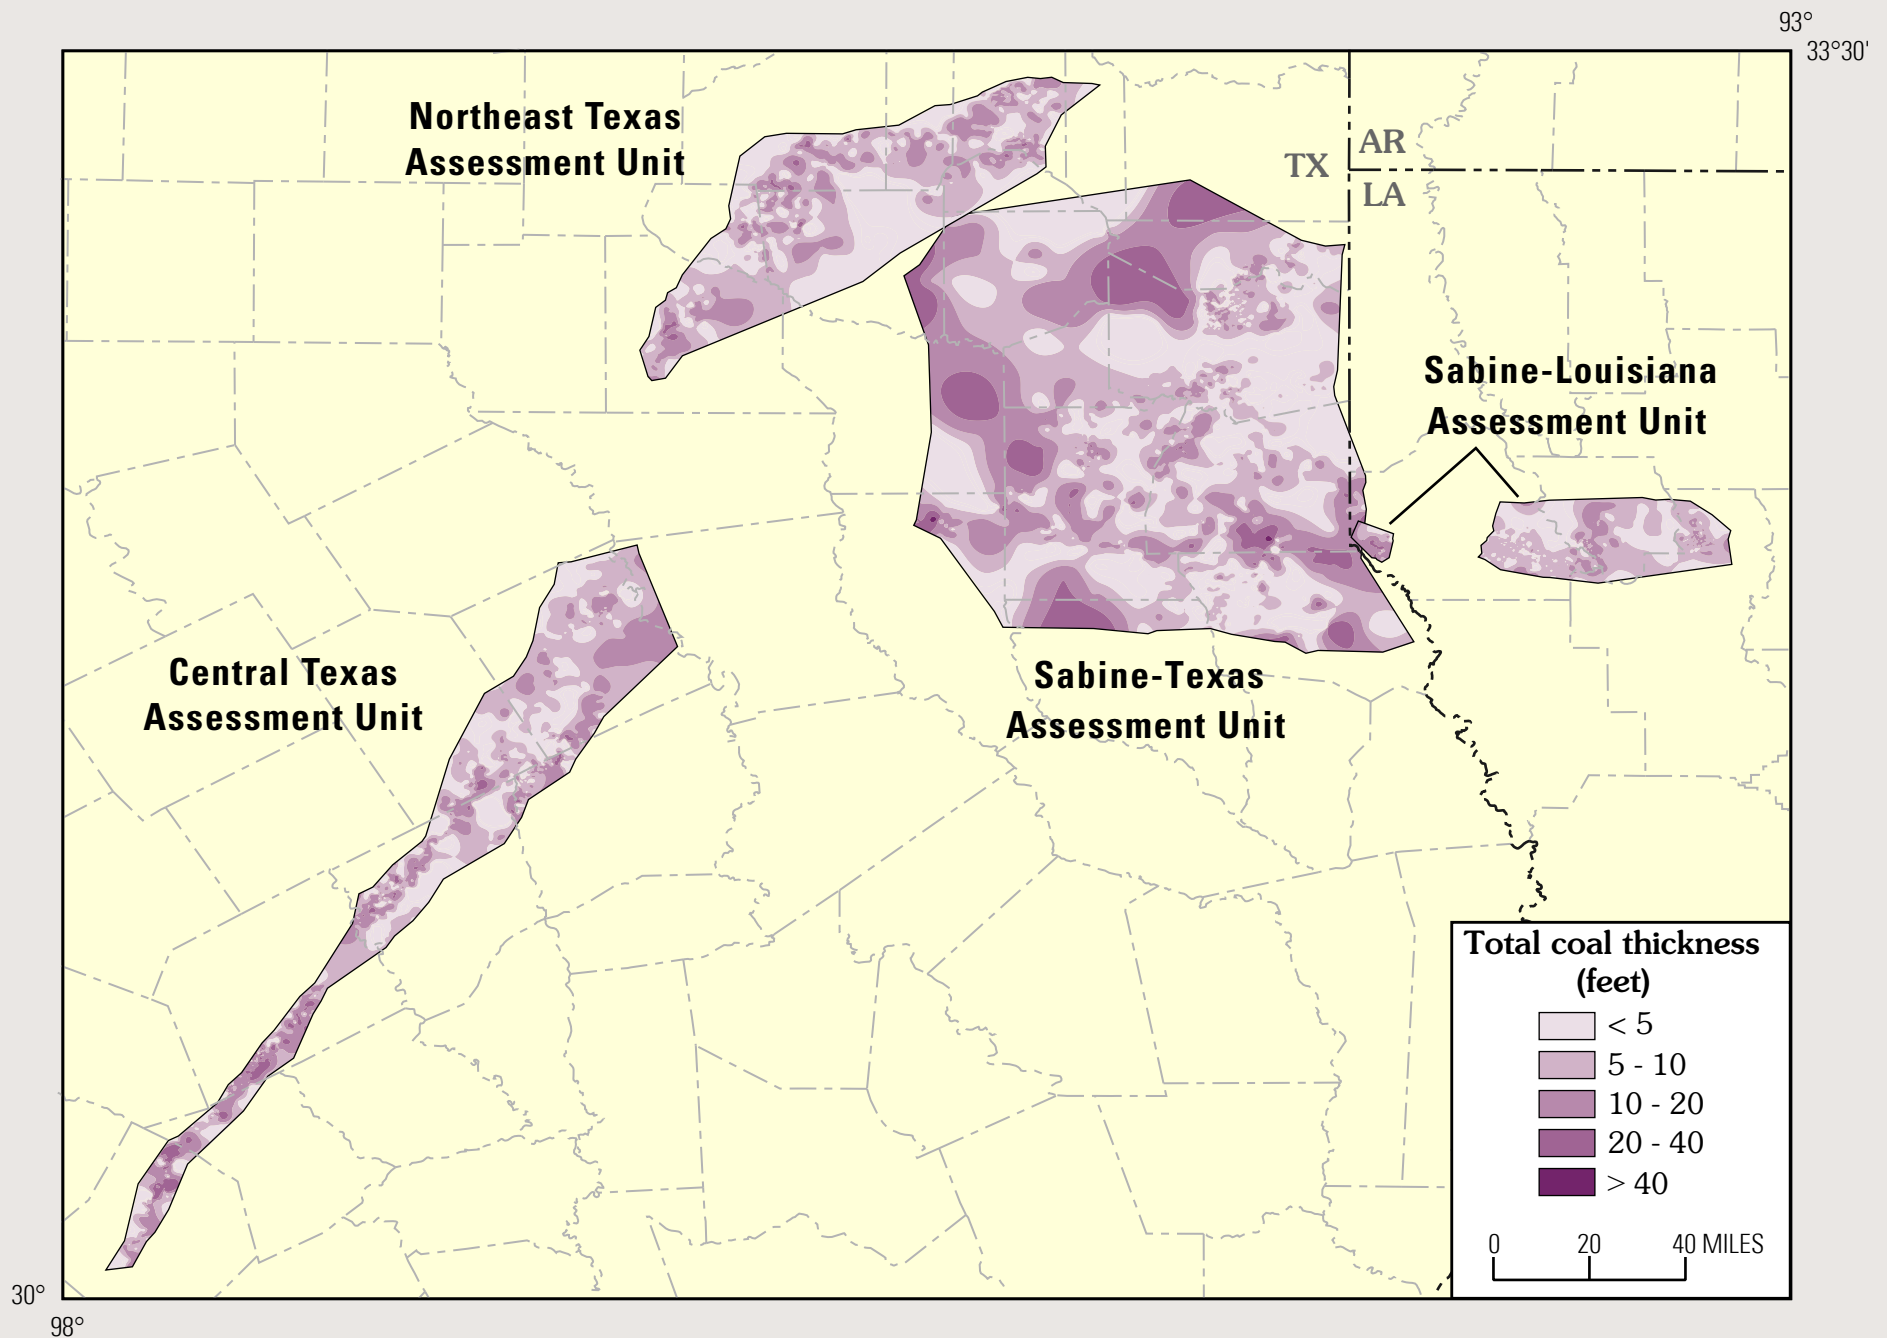 93°
33°30'
Northeast Texas
Assessment Unit
TX
AR
LA
Sabine-Louisiana
Assessment Unit
Central Texas
Assessment Unit
Sabine-Texas
Assessment Unit
Total coal thickness
(feet)
< 5
5 - 10
10 - 20
20 - 40
> 40
0 20 40 MILES
30°
98°